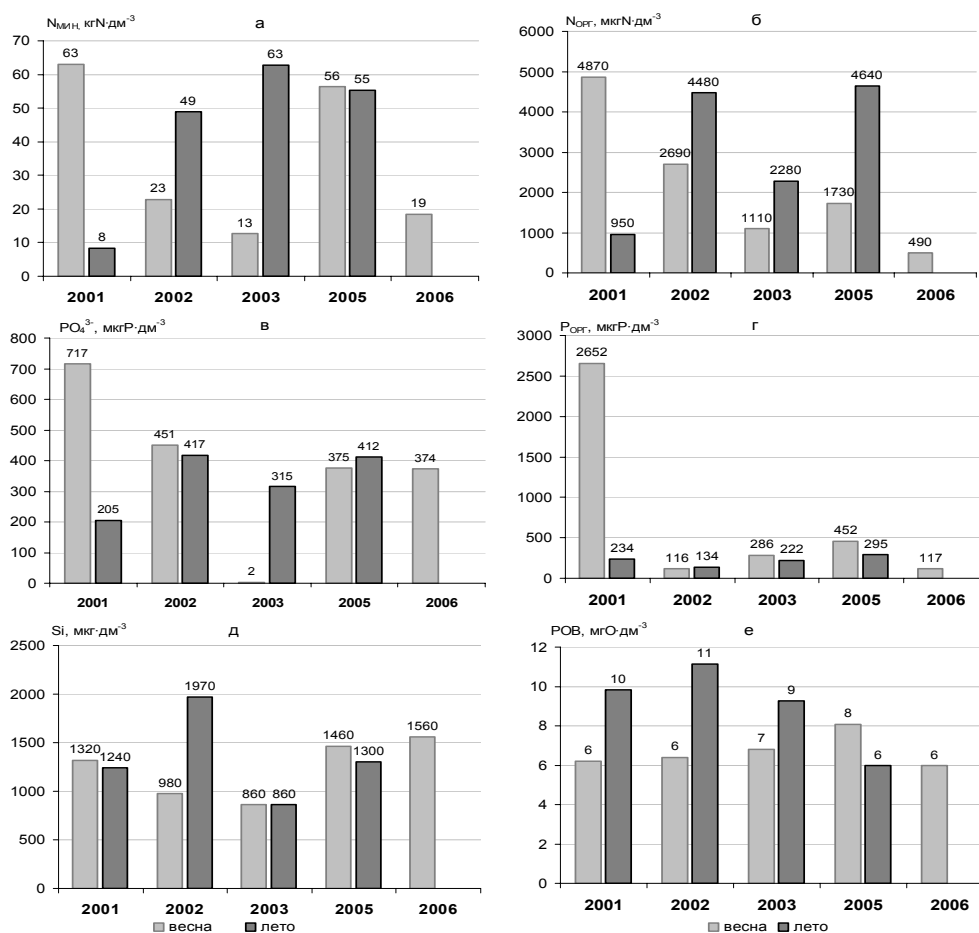 Nмин, кгN·дм⁻³ а
70
60
50
40
30
20
10
0
63 8 23 49 13 63 56 55 19
2001 2002 2003 2005 2006
Nорг, мкгN·дм⁻³ б
6000
5000
4000
3000
2000
1000
0
4870 950 2690 4480 1110 2280 1730 4640 490
2001 2002 2003 2005 2006
PO₄³⁻, мкгР·дм⁻³ в
800
700
600
500
400
300
200
100
0
717 205 451 417 2 315 375 412 374
2001 2002 2003 2005 2006
Pорг, мкгР·дм⁻³ г
3000
2500
2000
1500
1000
500
0
2652 234 116 134 286 222 452 295 117
2001 2002 2003 2005 2006
Si, мкг·дм⁻³ д
2500
2000
1500
1000
500
0
1320 1240 980 1970 860 860 1460 1300 1560
2001 2002 2003 2005 2006
весна лето
РОВ, мгО·дм⁻³ е
12
10
8
6
4
2
0
6 10 6 11 7 9 8 6 6
2001 2002 2003 2005 2006
весна лето